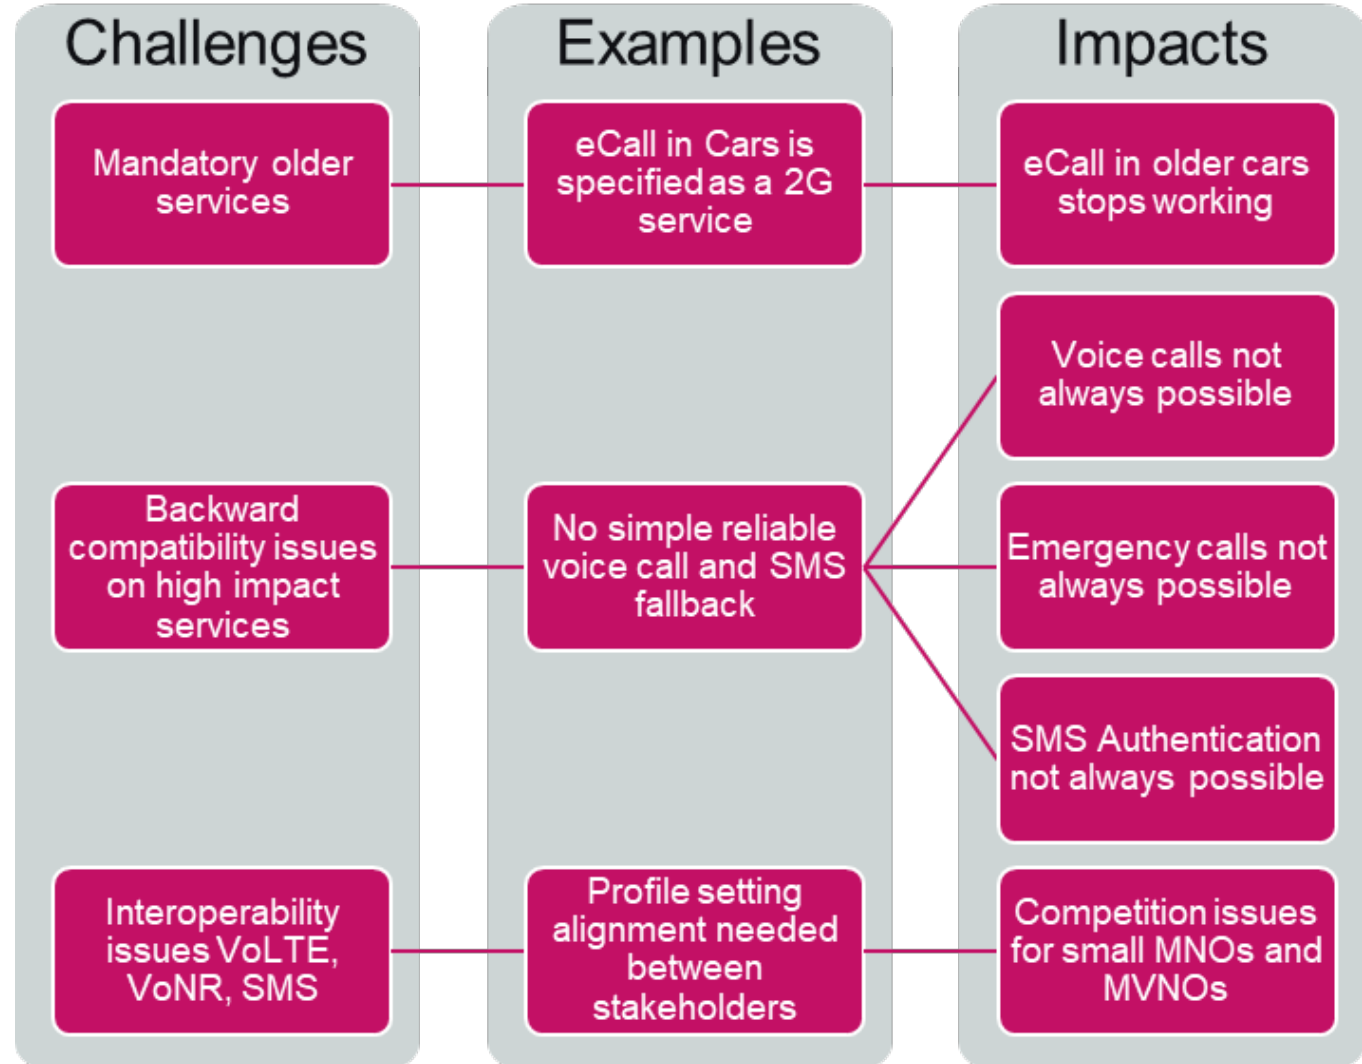 Challenges
Examples
Impacts
Mandatory older
services
eCall in Cars is
specified as a 2G
service
eCall in older cars
stops working
Voice calls not
always possible
Backward
compatibility issues
on high impact
services
No simple reliable
voice call and SMS
fallback
Emergency calls not
always possible
SMS Authentication
not always possible
Interoperability
issues VoLTE,
VoNR, SMS
Profile setting
alignment needed
between
stakeholders
Competition issues
for small MNOs and
MVNOs